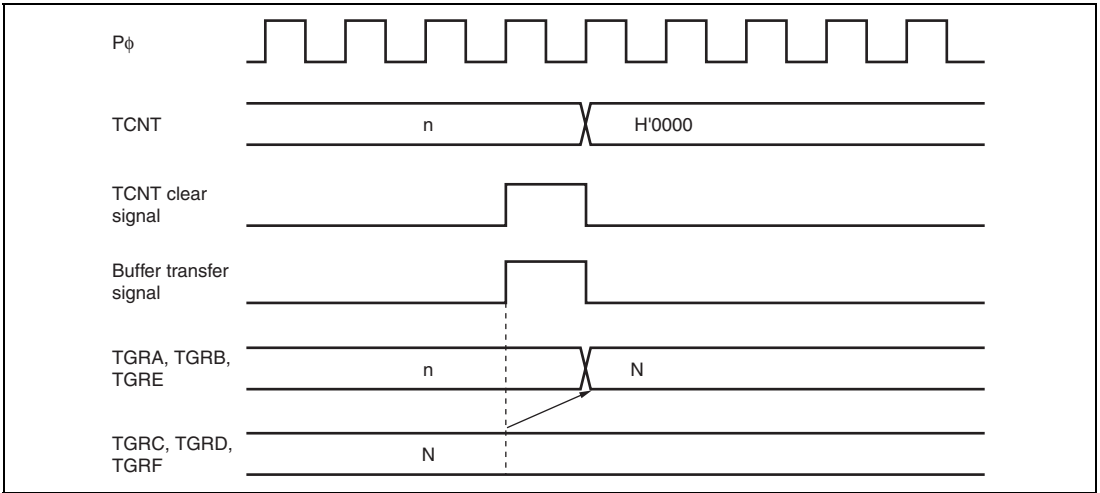 Pφ
TCNT
n
H'0000
TCNT clear
signal
Buffer transfer
signal
TGRA, TGRB,
TGRE
n
N
TGRC, TGRD,
TGRF
N